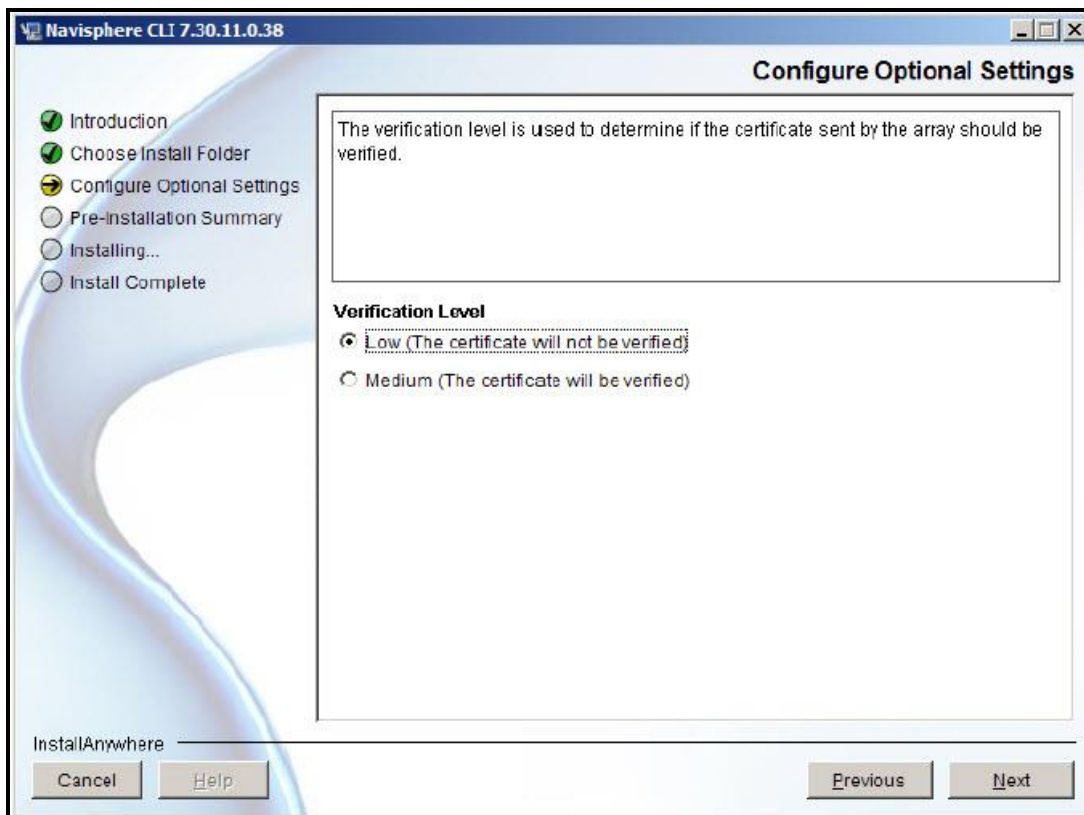 Navisphere CLI 7.30.11.0.38
Configure Optional Settings
Introduction
Choose Install Folder
Configure Optional Settings
Pre-Installation Summary
Installing...
Install Complete
The verification level is used to determine if the certificate sent by the array should be
verified.
Verification Level
Low (The certificate will not be verified)
Medium (The certificate will be verified)
InstallAnywhere
Cancel
Help
Previous
Next